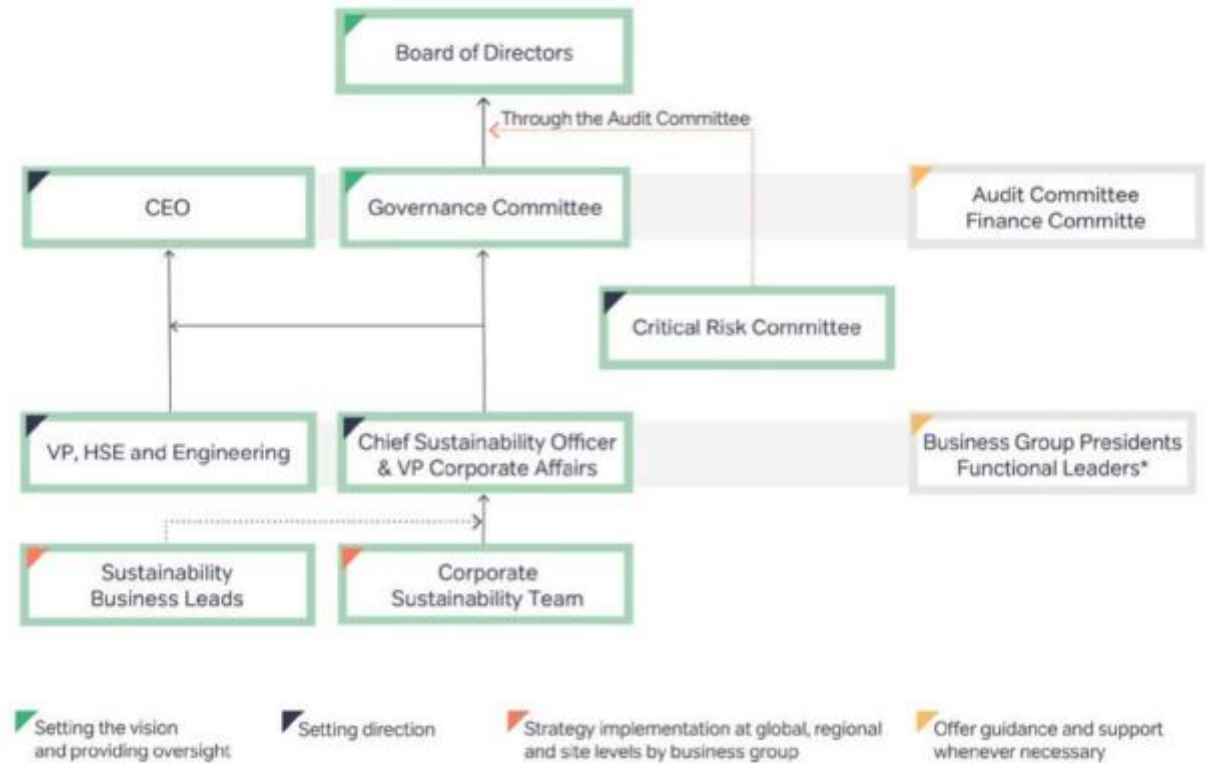 Board of Directors
Through the Audit Committee
CEO
Governance Committee
Audit Committee
Finance Committe
Critical Risk Committee
VP, HSE and Engineering
Chief Sustainability Officer
& VP Corporate Affairs
Business Group Presidents
Functional Leaders*
Sustainability
Business Leads
Corporate
Sustainability Team
Setting the vision
and providing oversight
Setting direction
Strategy implementation at global, regional
and site levels by business group
Offer guidance and support
whenever necessary